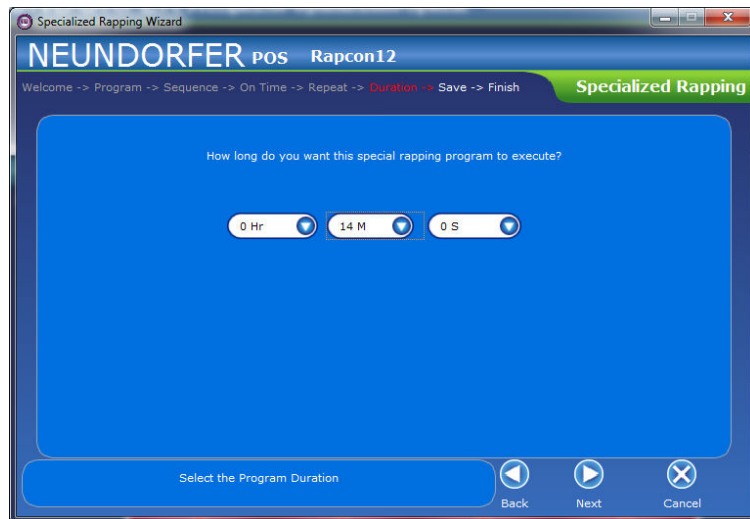 Specialized Rapping Wizard
NEUNDORFER POS Rapcon12
Welcome -> Program -> Sequence -> On Time -> Repeat -> Duration -> Save -> Finish
Specialized Rapping
How long do you want this special rapping program to execute?
0 Hr 14 M 0 S
Select the Program Duration
Back Next Cancel